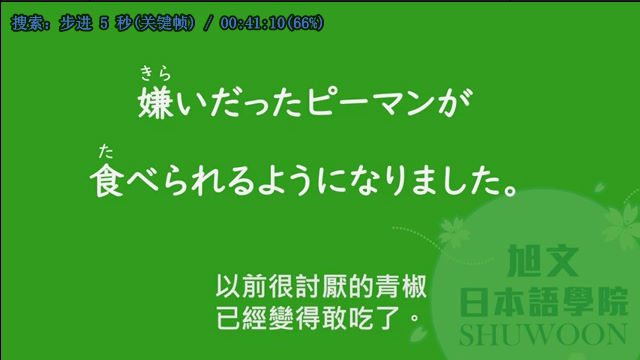 搜索: 步进 5 秒(关键帧) / 00:41:10(66%)
きら
嫌いだったピーマンが
た
食べられるようになりました。
旭文
日本語學院
SHUWOON
以前很討厭的青椒
已經變得敢吃了。